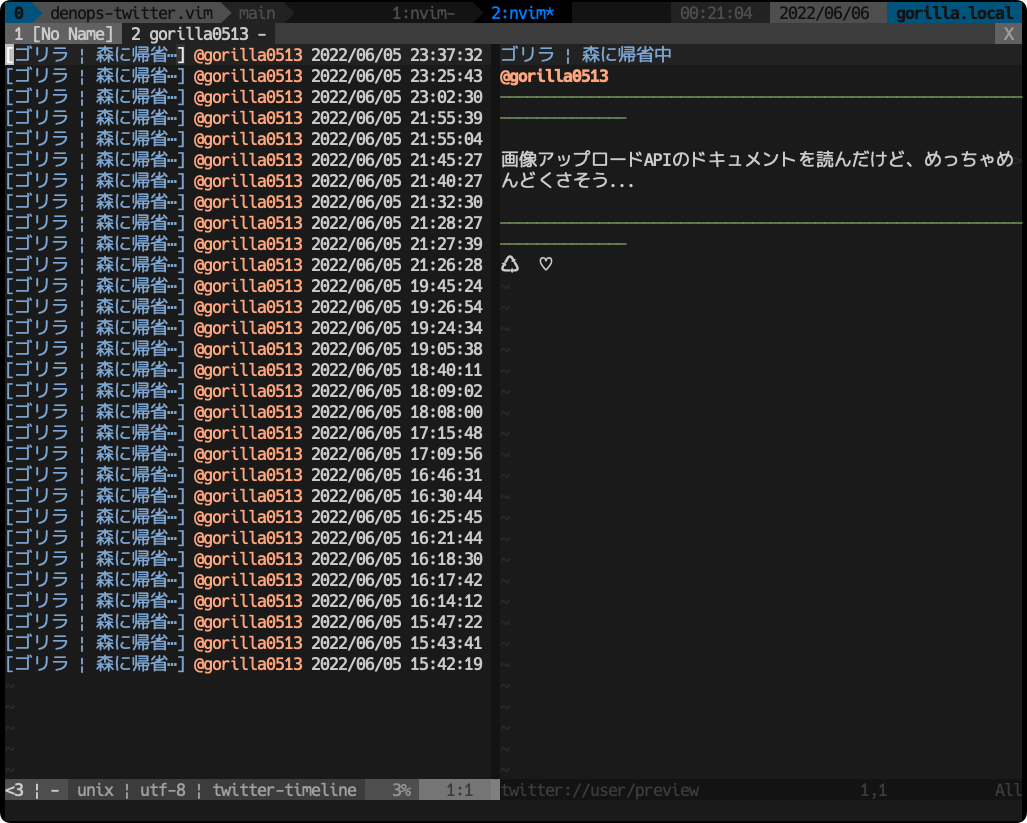 0 denops-twitter.vim main 1:nvim- 2:nvim* 00:21:04 2022/06/06 gorilla.local
1 [No Name] 2 gorilla0513 - X
[ゴリラ ¦ 森に帰省…] @gorilla0513 2022/06/05 23:37:32
[ゴリラ ¦ 森に帰省…] @gorilla0513 2022/06/05 23:25:43
[ゴリラ ¦ 森に帰省…] @gorilla0513 2022/06/05 23:02:30
[ゴリラ ¦ 森に帰省…] @gorilla0513 2022/06/05 21:55:39
[ゴリラ ¦ 森に帰省…] @gorilla0513 2022/06/05 21:55:04
[ゴリラ ¦ 森に帰省…] @gorilla0513 2022/06/05 21:45:27
[ゴリラ ¦ 森に帰省…] @gorilla0513 2022/06/05 21:40:27
[ゴリラ ¦ 森に帰省…] @gorilla0513 2022/06/05 21:32:30
[ゴリラ ¦ 森に帰省…] @gorilla0513 2022/06/05 21:28:27
[ゴリラ ¦ 森に帰省…] @gorilla0513 2022/06/05 21:27:39
[ゴリラ ¦ 森に帰省…] @gorilla0513 2022/06/05 21:26:28
[ゴリラ ¦ 森に帰省…] @gorilla0513 2022/06/05 19:45:24
[ゴリラ ¦ 森に帰省…] @gorilla0513 2022/06/05 19:26:54
[ゴリラ ¦ 森に帰省…] @gorilla0513 2022/06/05 19:24:34
[ゴリラ ¦ 森に帰省…] @gorilla0513 2022/06/05 19:05:38
[ゴリラ ¦ 森に帰省…] @gorilla0513 2022/06/05 18:40:11
[ゴリラ ¦ 森に帰省…] @gorilla0513 2022/06/05 18:09:02
[ゴリラ ¦ 森に帰省…] @gorilla0513 2022/06/05 18:08:00
[ゴリラ ¦ 森に帰省…] @gorilla0513 2022/06/05 17:15:48
[ゴリラ ¦ 森に帰省…] @gorilla0513 2022/06/05 17:09:56
[ゴリラ ¦ 森に帰省…] @gorilla0513 2022/06/05 16:46:31
[ゴリラ ¦ 森に帰省…] @gorilla0513 2022/06/05 16:30:44
[ゴリラ ¦ 森に帰省…] @gorilla0513 2022/06/05 16:25:45
[ゴリラ ¦ 森に帰省…] @gorilla0513 2022/06/05 16:21:44
[ゴリラ ¦ 森に帰省…] @gorilla0513 2022/06/05 16:18:30
[ゴリラ ¦ 森に帰省…] @gorilla0513 2022/06/05 16:17:42
[ゴリラ ¦ 森に帰省…] @gorilla0513 2022/06/05 16:14:12
[ゴリラ ¦ 森に帰省…] @gorilla0513 2022/06/05 15:47:22
[ゴリラ ¦ 森に帰省…] @gorilla0513 2022/06/05 15:43:41
[ゴリラ ¦ 森に帰省…] @gorilla0513 2022/06/05 15:42:19
ゴリラ ¦ 森に帰省中
@gorilla0513
画像アップロードAPIのドキュメントを読んだけど、めっちゃめ
んどくさそう...
♺ ♡
<3 ¦ - unix ¦ utf-8 ¦ twitter-timeline 3% 1:1
twitter://user/preview 1,1 All